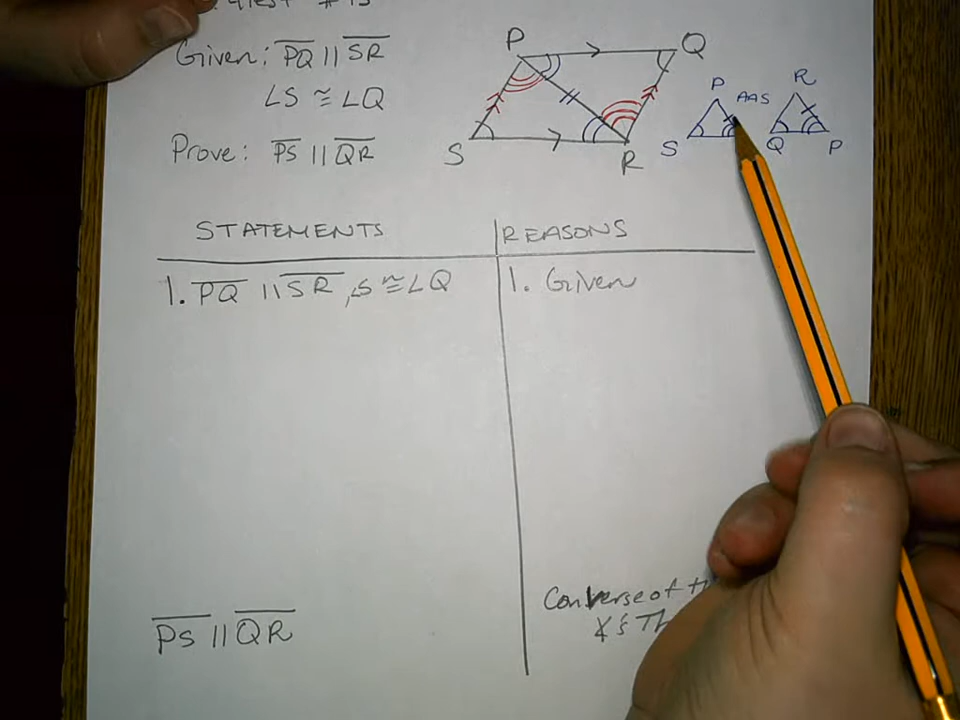 Given: PQ || SR
∠S ≅ ∠Q
Prove: PS || QR
P
Q
S
R
P
AAS
R
S
Q
P
STATEMENTS
REASONS
1. PQ || SR, ∠S ≅ ∠Q
1. Given
PS || QR
Converse of